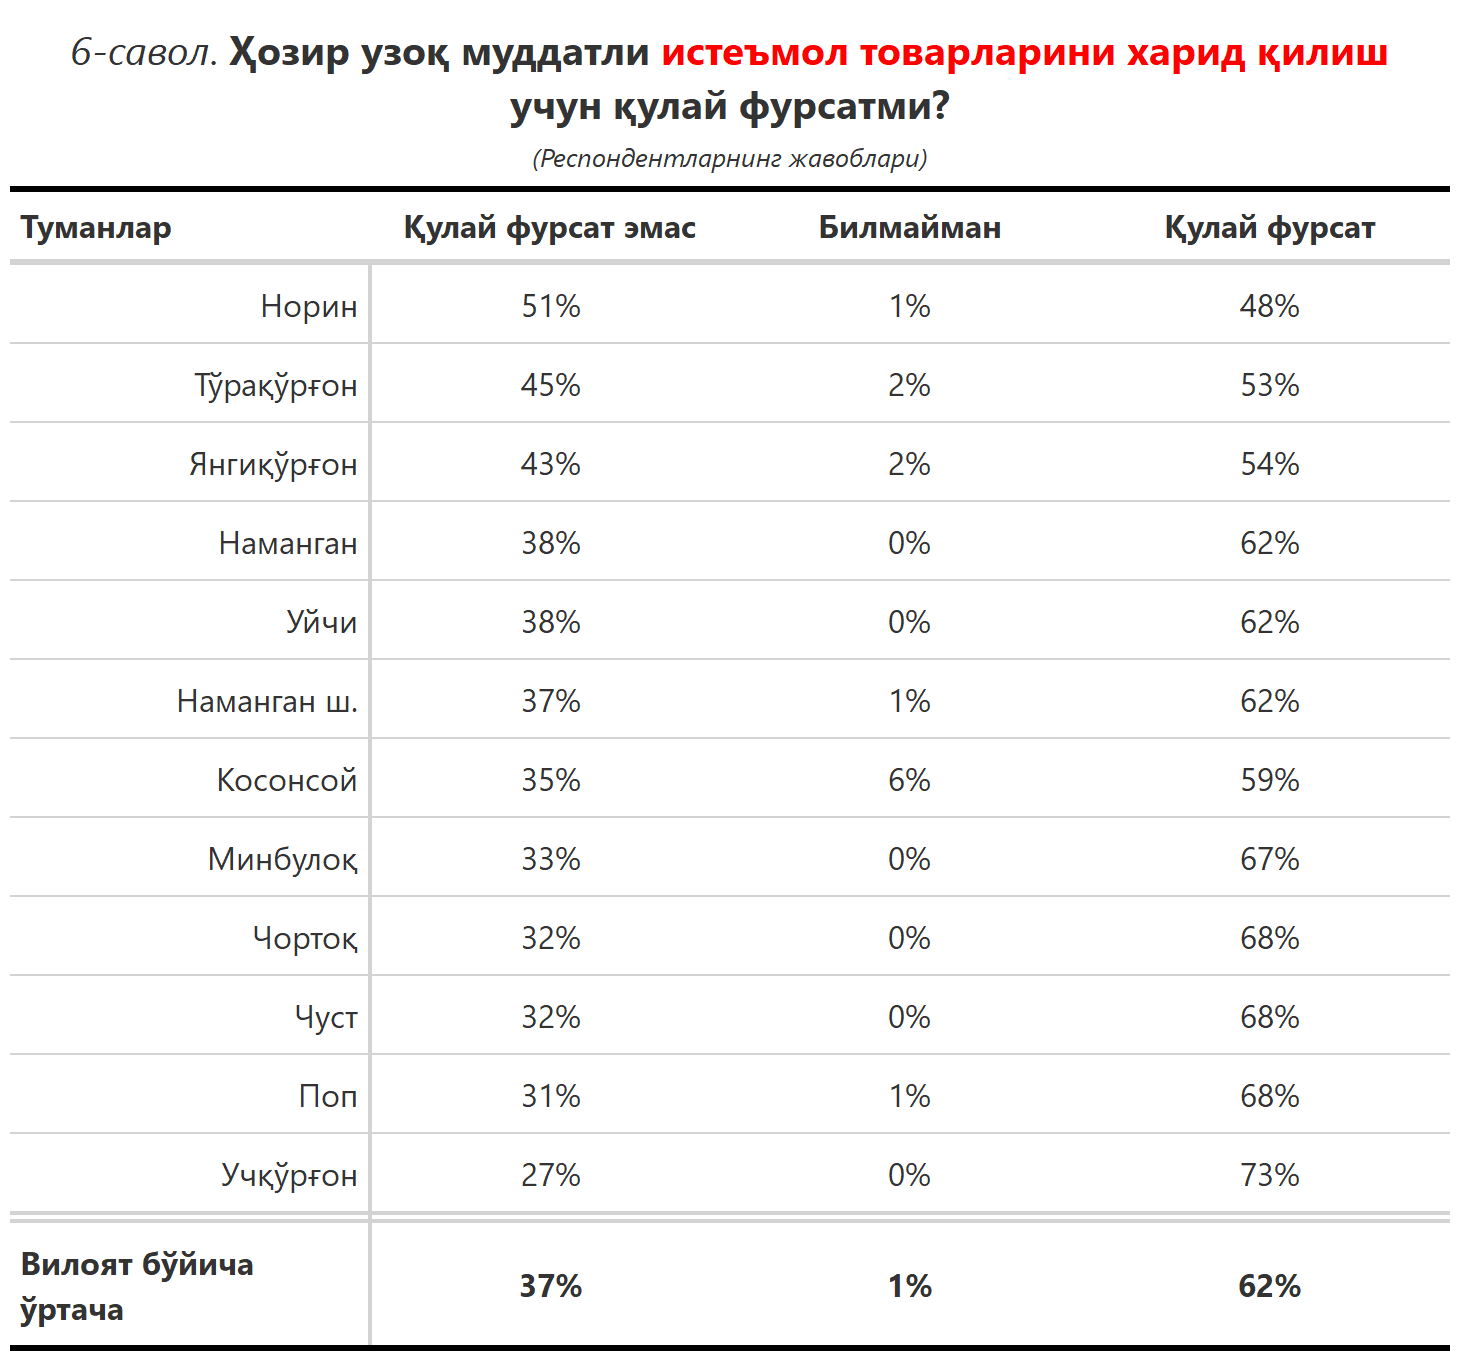 6-савол. Ҳозир узоқ муддатли истеъмол товарларини харид қилиш
учун қулай фурсатми?
(Респондентларнинг жавоблари)
Туманлар Қулай фурсат эмас Билмайман Қулай фурсат
Норин 51% 1% 48%
Тўрақўрғон 45% 2% 53%
Янгиқўрғон 43% 2% 54%
Наманган 38% 0% 62%
Уйчи 38% 0% 62%
Наманган ш. 37% 1% 62%
Косонсой 35% 6% 59%
Минбулоқ 33% 0% 67%
Чортоқ 32% 0% 68%
Чуст 32% 0% 68%
Поп 31% 1% 68%
Учқўрғон 27% 0% 73%
Вилоят бўйича
ўртача 37% 1% 62%